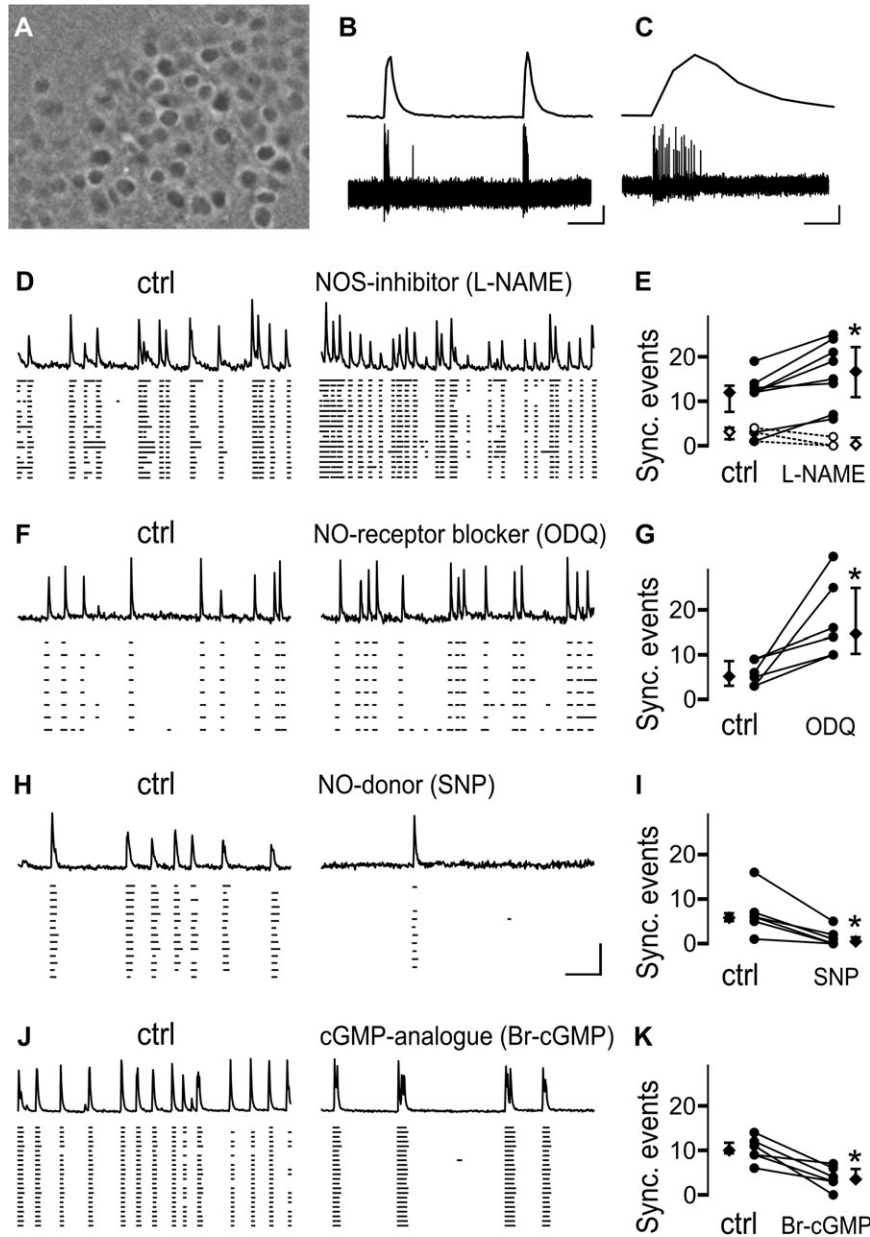 A B C
D ctrl NOS-inhibitor (L-NAME) E
Sync. events
20
10
0
*
ctrl L-NAME
F ctrl NO-receptor blocker (ODQ) G
Sync. events
20
10
0
*
ctrl ODQ
H ctrl NO-donor (SNP) I
Sync. events
20
10
0
*
ctrl SNP
J ctrl cGMP-analogue (Br-cGMP) K
Sync. events
20
10
0
*
ctrl Br-cGMP